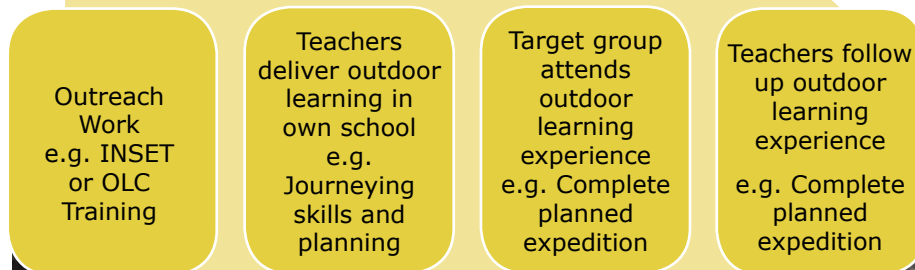 Outreach
Work
e.g. INSET
or OLC
Training
Teachers
deliver outdoor
learning in
own school
e.g.
Journeying
skills and
planning
Target group
attends
outdoor
learning
experience
e.g. Complete
planned
expedition
Teachers follow
up outdoor
learning
experience
e.g. Complete
planned
expedition